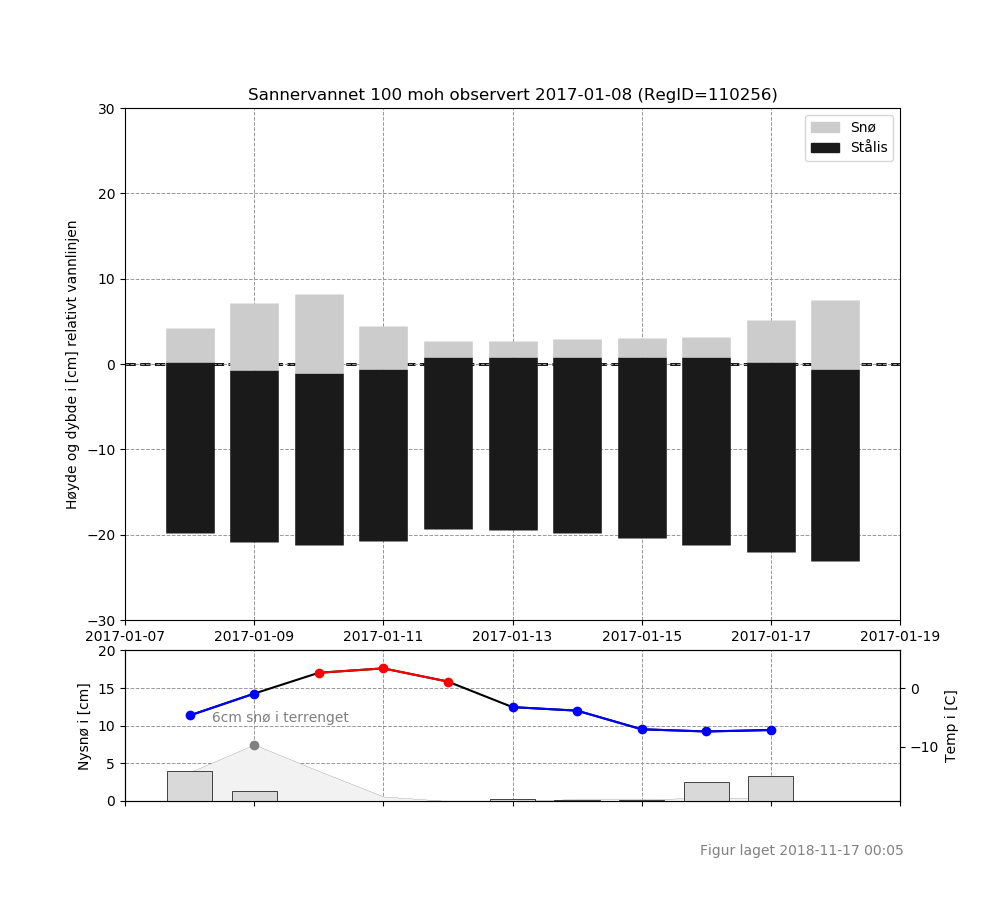 Sannervannet 100 moh observert 2017-01-08 (RegID=110256)
Høyde og dybde i [cm] relativt vannlinjen
30
20
10
0
−10
−20
−30
Snø
Stålis
2017-01-07 2017-01-09 2017-01-11 2017-01-13 2017-01-15 2017-01-17 2017-01-19
Nysnø i [cm]
20
15
10
5
0
6cm snø i terrenget
0
−10
Temp i [C]
Figur laget 2018-11-17 00:05